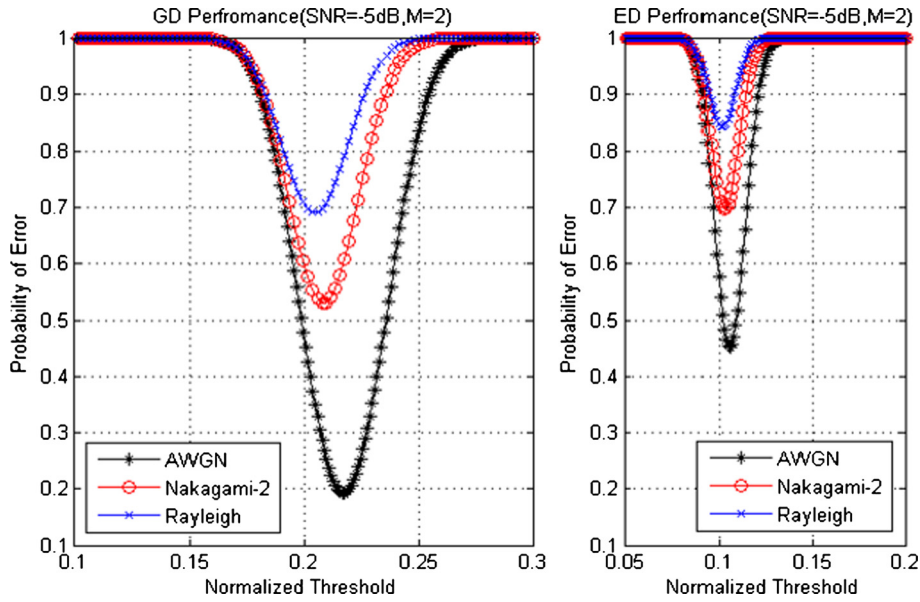 GD Perfromance(SNR=-5dB,M=2)
1
0.9
0.8
0.7
0.6
0.5
0.4
0.3
0.2
0.1
Probability of Error
AWGN
Nakagami-2
Rayleigh
0.1
0.15
0.2
0.25
0.3
Normalized Threshold
ED Perfromance(SNR=-5dB,M=2)
1
0.9
0.8
0.7
0.6
0.5
0.4
0.3
0.2
0.1
Probability of Error
AWGN
Nakagami-2
Rayleigh
0.05
0.1
0.15
0.2
Normalized Threshold